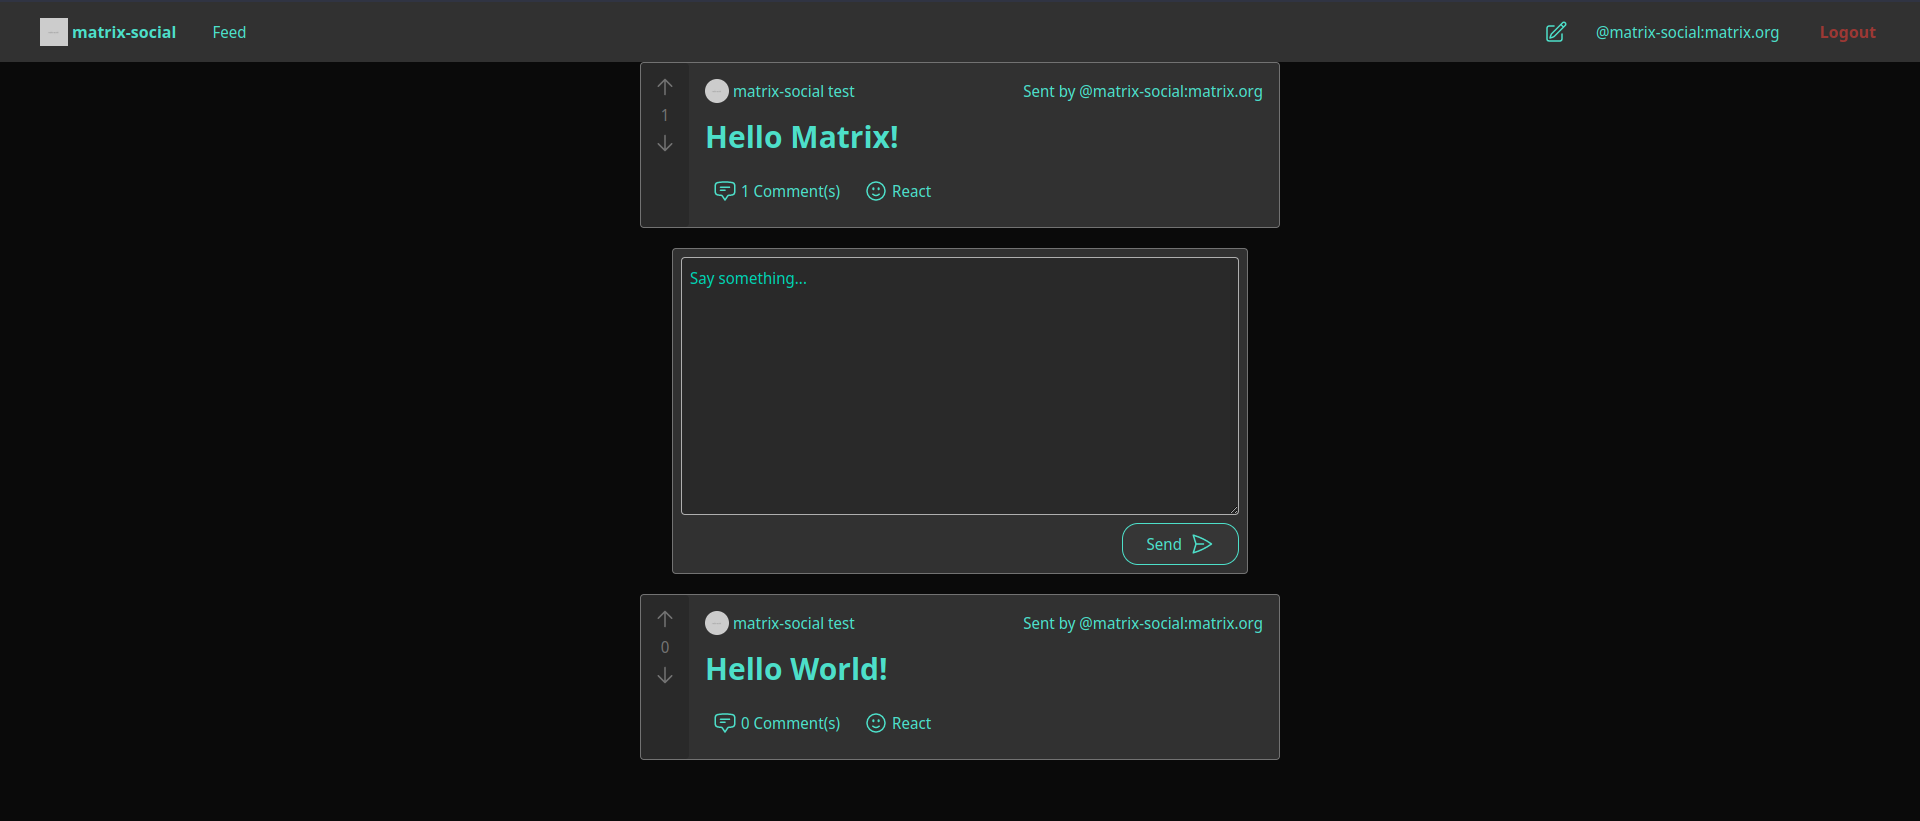 matrix-social Feed @matrix-social:matrix.org Logout
1
matrix-social test Sent by @matrix-social:matrix.org
Hello Matrix!
1 Comment(s) React
Say something...
Send
0
matrix-social test Sent by @matrix-social:matrix.org
Hello World!
0 Comment(s) React